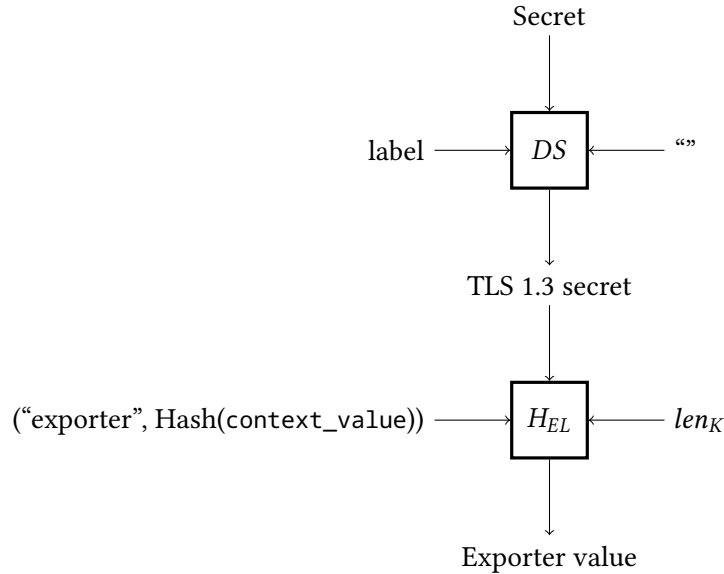 Secret
label DS “”
TLS 1.3 secret
(“exporter”, Hash(context_value)) H_EL len_K
Exporter value